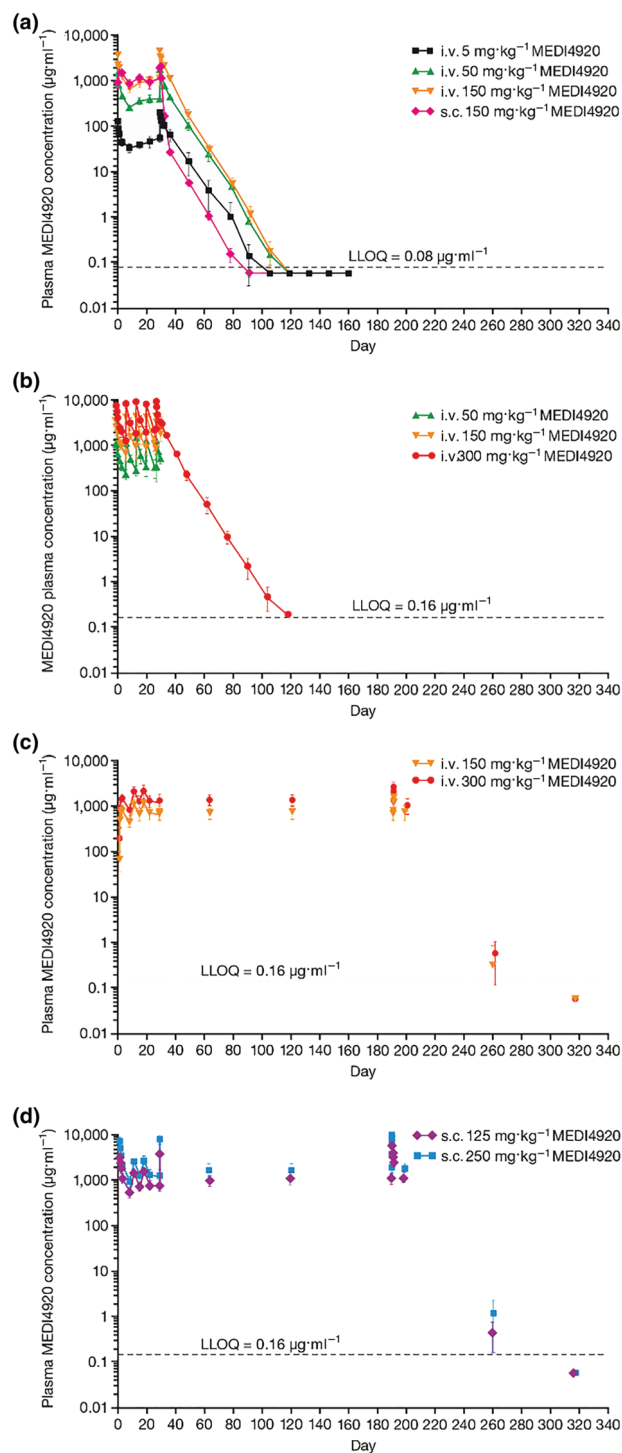 (a)
10,000
1,000
100
10
1
0.1
0.01
Plasma MEDI4920 concentration (µg·ml⁻¹)
i.v. 5 mg·kg⁻¹ MEDI4920
i.v. 50 mg·kg⁻¹ MEDI4920
i.v. 150 mg·kg⁻¹ MEDI4920
s.c. 150 mg·kg⁻¹ MEDI4920
LLOQ = 0.08 µg·ml⁻¹
0 20 40 60 80 100 120 140 160 180 200 220 240 260 280 300 320 340
Day
(b)
10,000
1,000
100
10
1
0.1
0.01
MEDI4920 plasma concentration (µg·ml⁻¹)
i.v. 50 mg·kg⁻¹ MEDI4920
i.v. 150 mg·kg⁻¹ MEDI4920
i.v.300 mg·kg⁻¹ MEDI4920
LLOQ = 0.16 µg·ml⁻¹
0 20 40 60 80 100 120 140 160 180 200 220 240 260 280 300 320 340
Day
(c)
10,000
1,000
100
10
1
0.1
0.01
Plasma MEDI4920 concentration (µg·ml⁻¹)
i.v. 150 mg·kg⁻¹ MEDI4920
i.v. 300 mg·kg⁻¹ MEDI4920
LLOQ = 0.16 µg·ml⁻¹
0 20 40 60 80 100 120 140 160 180 200 220 240 260 280 300 320 340
Day
(d)
10,000
1,000
100
10
1
0.1
0.01
Plasma MEDI4920 concentration (µg·ml⁻¹)
s.c. 125 mg·kg⁻¹ MEDI4920
s.c. 250 mg·kg⁻¹ MEDI4920
LLOQ = 0.16 µg·ml⁻¹
0 20 40 60 80 100 120 140 160 180 200 220 240 260 280 300 320 340
Day